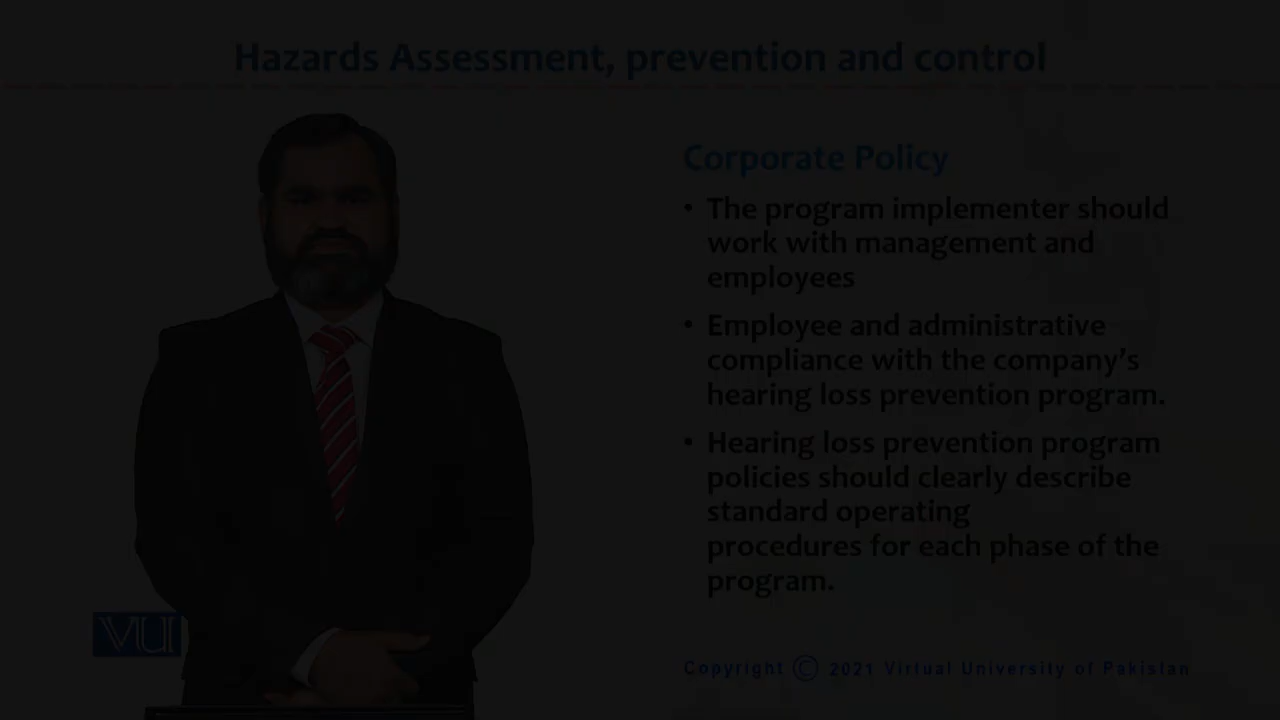 Hazards Assessment, prevention and control
Corporate Policy
• The program implementer should
work with management and
employees
• Employee and administrative
compliance with the company's
hearing loss prevention program.
• Hearing loss prevention program
policies should clearly describe
standard operating
procedures for each phase of the
program.
VU
Copyright © 2021 Virtual University of Pakistan